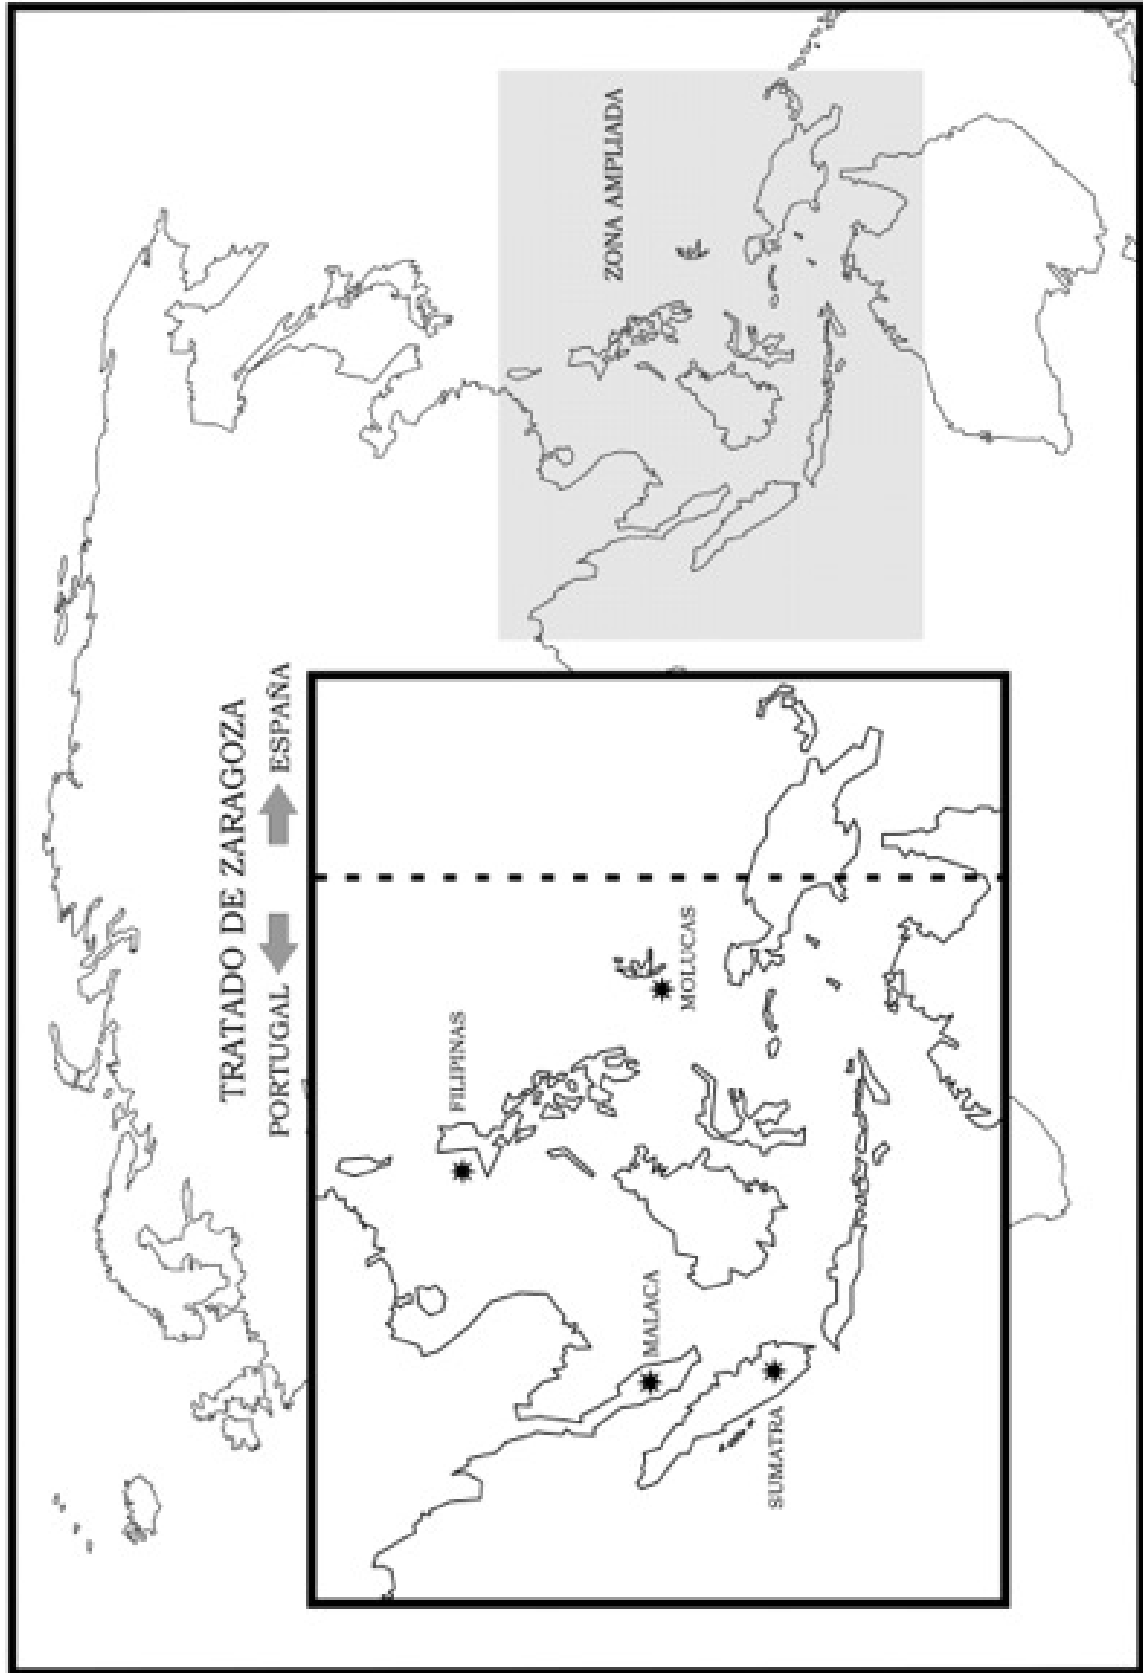 TRATADO DE ZARAGOZA
PORTUGAL ESPAÑA
ZONA AMPLIADA
FILIPINAS
MOLUCAS
MALACA
SUMATRA